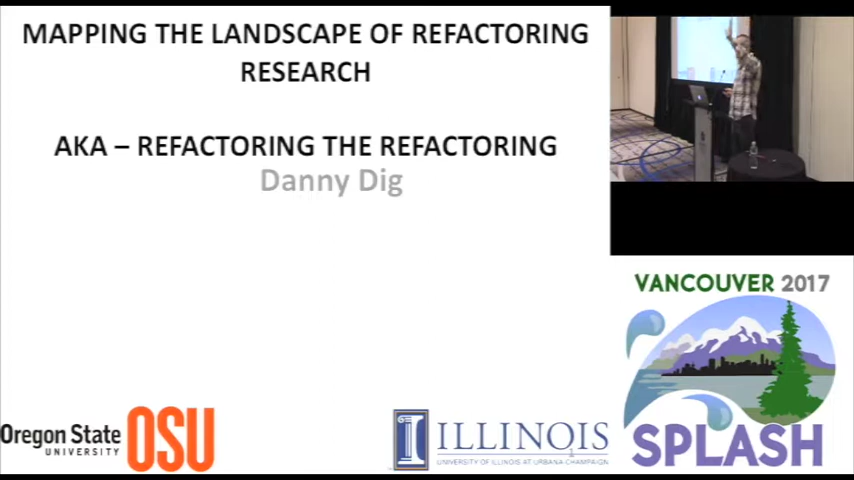 MAPPING THE LANDSCAPE OF REFACTORING
RESEARCH
AKA – REFACTORING THE REFACTORING
Danny Dig
Oregon State
UNIVERSITY
OSU
I ILLINOIS
UNIVERSITY OF ILLINOIS AT URBANA-CHAMPAIGN
1
VANCOUVER 2017
SPLASH